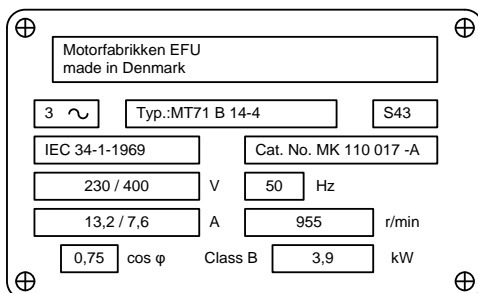 Motorfabrikken EFU
made in Denmark
3 ∿ Typ.:MT71 B 14-4 S43
IEC 34-1-1969 Cat. No. MK 110 017 -A
230 / 400 V 50 Hz
13,2 / 7,6 A 955 r/min
0,75 cos φ Class B 3,9 kW